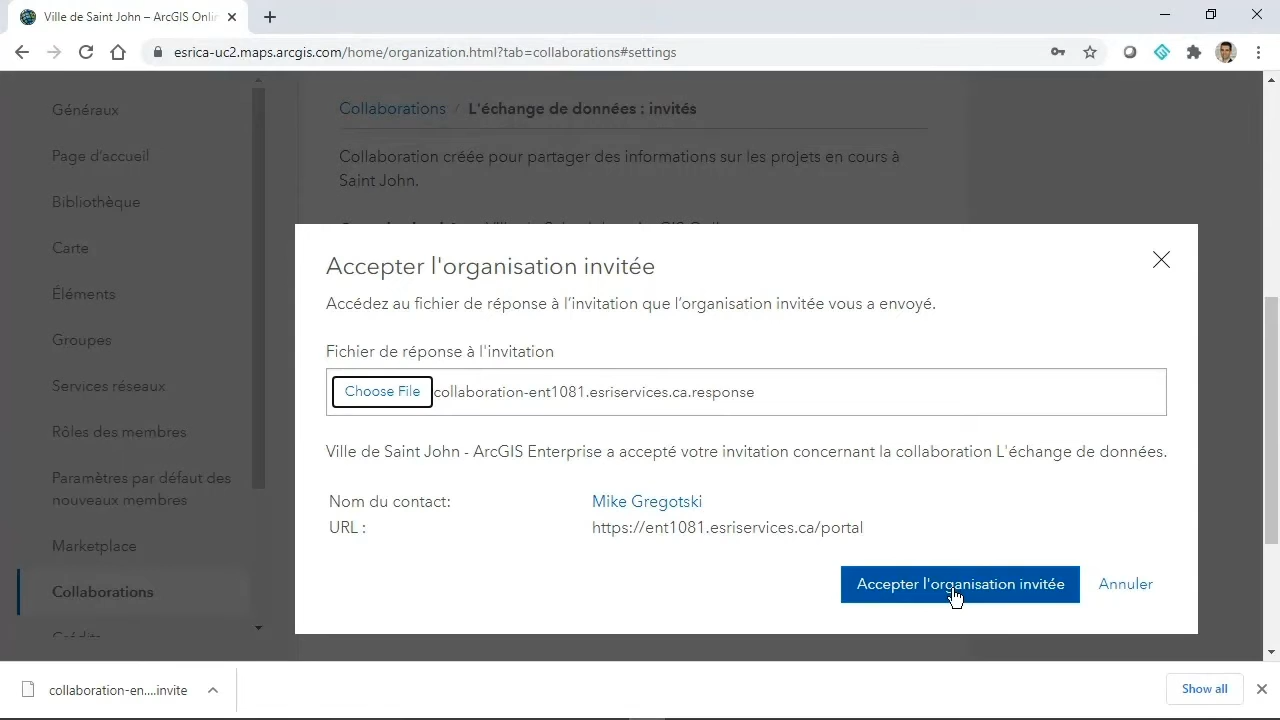 Ville de Saint John – ArcGIS Onlin
esrica-uc2.maps.arcgis.com/home/organization.html?tab=collaborations#settings
Généraux
Page d'accueil
Bibliothèque
Carte
Éléments
Groupes
Services réseaux
Rôles des membres
Paramètres par défaut des
nouveaux membres
Marketplace
Collaborations
Crédits
Collaborations / L'échange de données : invités
Collaboration créée pour partager des informations sur les projets en cours à
Saint John.
Accepter l'organisation invitée
Accédez au fichier de réponse à l'invitation que l'organisation invitée vous a envoyé.
Fichier de réponse à l'invitation
Choose File collaboration-ent1081.esriservices.ca.response
Ville de Saint John - ArcGIS Enterprise a accepté votre invitation concernant la collaboration L'échange de données.
Nom du contact: Mike Gregotski
URL : https://ent1081.esriservices.ca/portal
Accepter l'organisation invitée Annuler
collaboration-en....invite
Show all